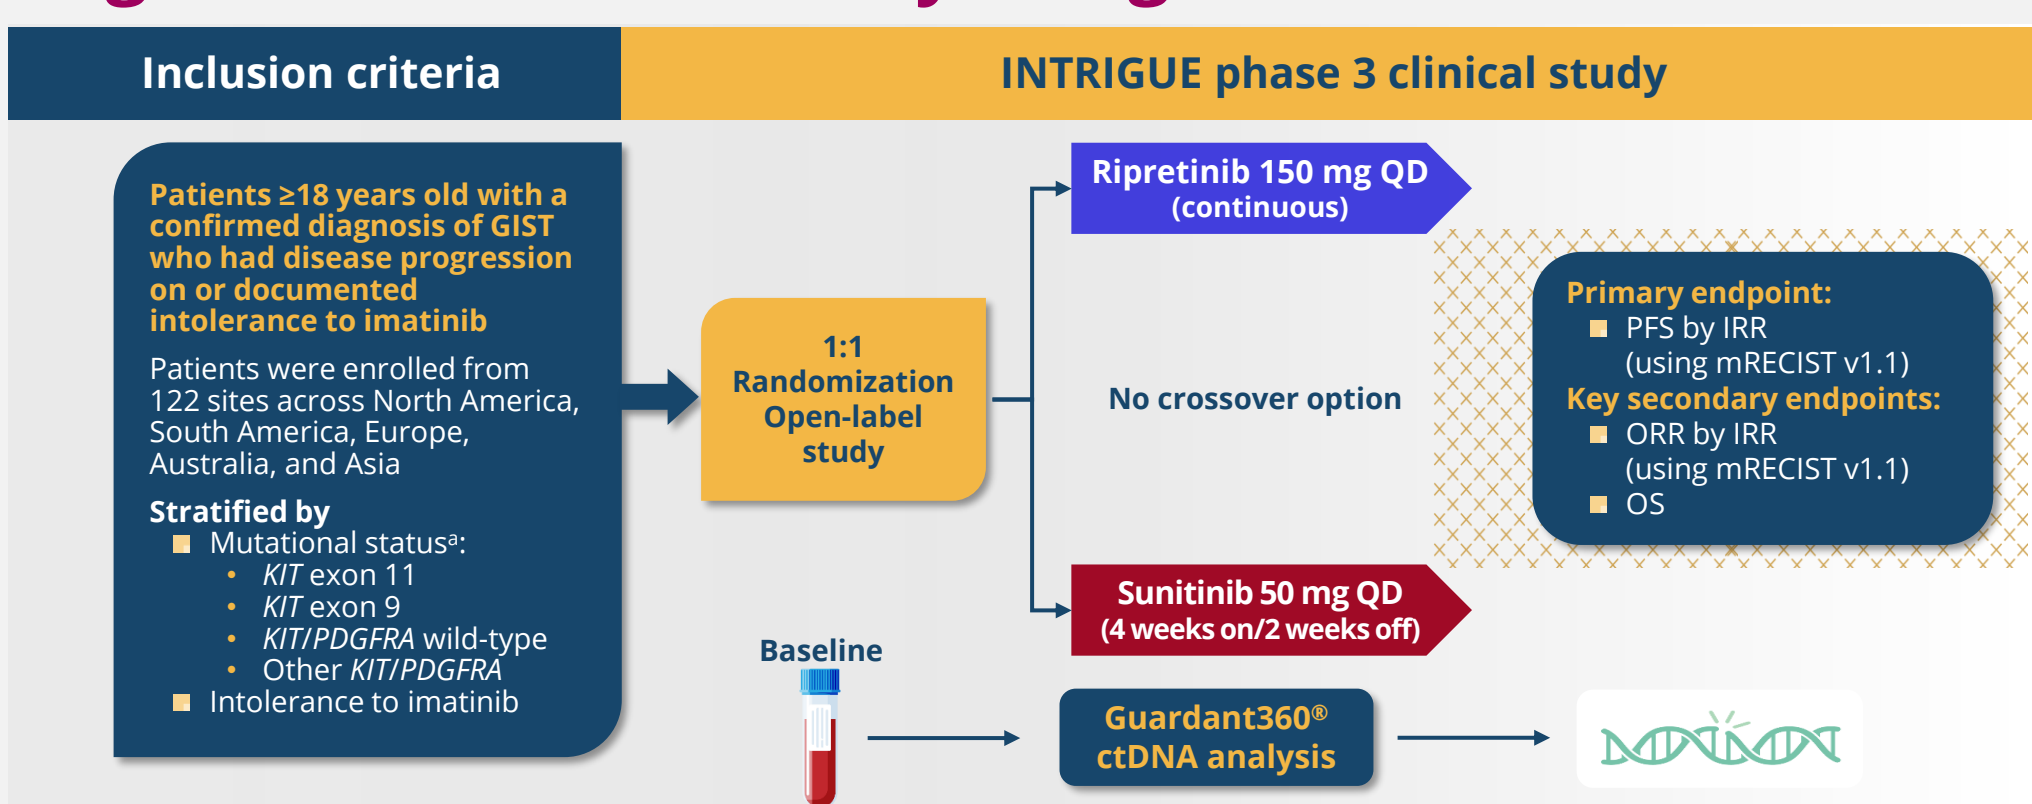 Inclusion criteria
INTRIGUE phase 3 clinical study
Patients ≥18 years old with a
confirmed diagnosis of GIST
who had disease progression
on or documented
intolerance to imatinib
Patients were enrolled from
122 sites across North America,
South America, Europe,
Australia, and Asia
Stratified by
Mutational statusᵃ:
• KIT exon 11
• KIT exon 9
• KIT/PDGFRA wild-type
• Other KIT/PDGFRA
Intolerance to imatinib
1:1
Randomization
Open-label
study
Ripretinib 150 mg QD
(continuous)
No crossover option
Sunitinib 50 mg QD
(4 weeks on/2 weeks off)
Primary endpoint:
PFS by IRR
(using mRECIST v1.1)
Key secondary endpoints:
ORR by IRR
(using mRECIST v1.1)
OS
Baseline
Guardant360®
ctDNA analysis